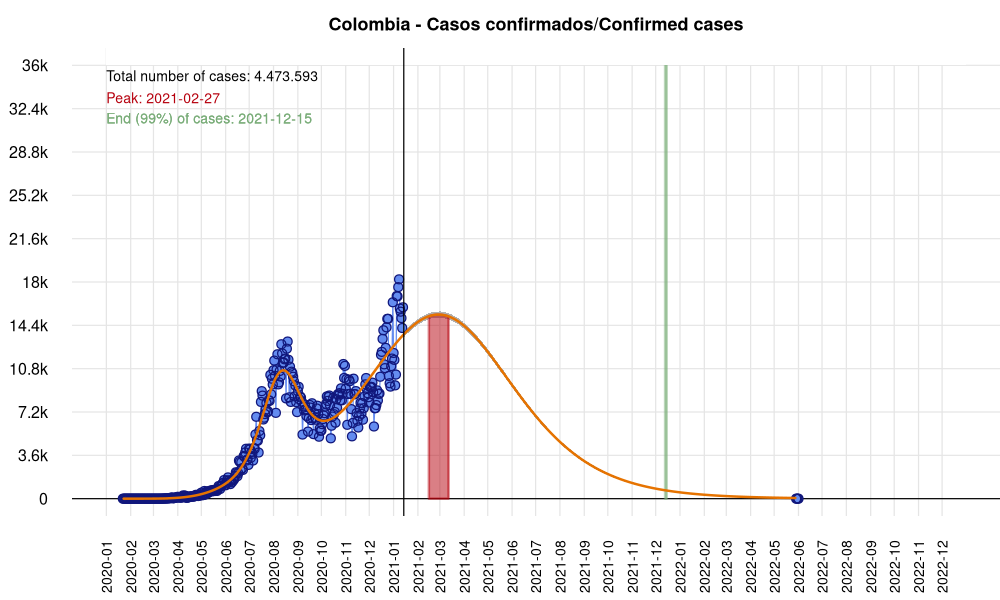 Colombia - Casos confirmados/Confirmed cases
36k
Total number of cases: 4.473.593
Peak: 2021-02-27
32.4k
End (99%) of cases: 2021-12-15
28.8k
25.2k
21.6k
18k
14.4k
10.8k
7.2k
3.6k
0
2020-01
2020-02
2020-03
2020-04
2020-05
2020-06
2020-07
2020-08
2020-09
2020-10
2020-11
2020-12
2021-01
2021-02
2021-03
2021-04
2021-05
2021-06
2021-07
2021-08
2021-09
2021-10
2021-11
2021-12
2022-01
2022-02
2022-03
2022-04
2022-05
2022-06
2022-07
2022-08
2022-09
2022-10
2022-11
2022-12